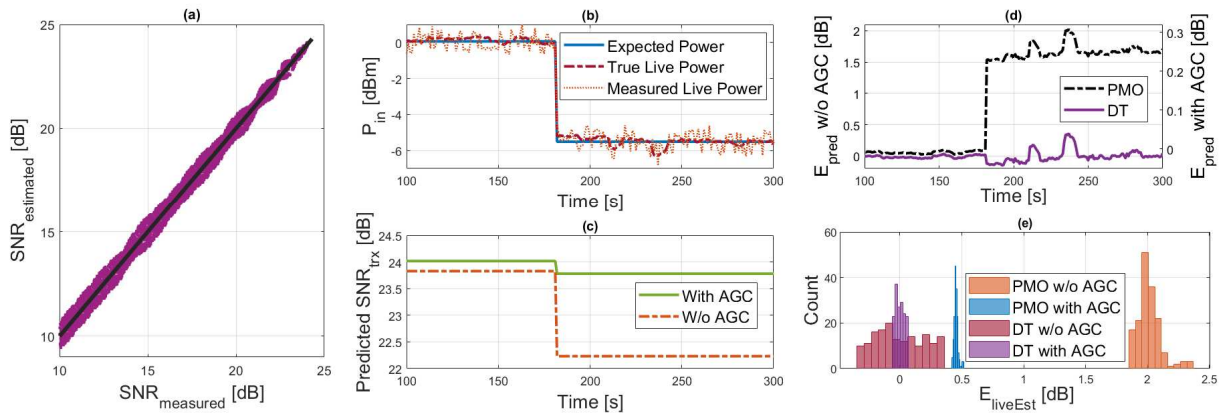 (a)
25
20
15
10
10
15
20
25
SNR_estimated [dB]
SNR_measured [dB]
(b)
0
-2
-4
-6
P_in [dBm]
Expected Power
True Live Power
Measured Live Power
100
150
200
250
300
Time [s]
(c)
24.5
24
23.5
23
22.5
22
Predicted SNR_trx [dB]
With AGC
W/o AGC
100
150
200
250
300
Time [s]
(d)
2
1.5
1
0.5
0
E_pred w/o AGC [dB]
0.3
0.2
0.1
0
E_pred with AGC [dB]
PMO
DT
100
150
200
250
300
Time [s]
(e)
60
40
20
0
Count
PMO w/o AGC
PMO with AGC
DT w/o AGC
DT with AGC
0
0.5
1
1.5
2
2.5
E_liveEst [dB]